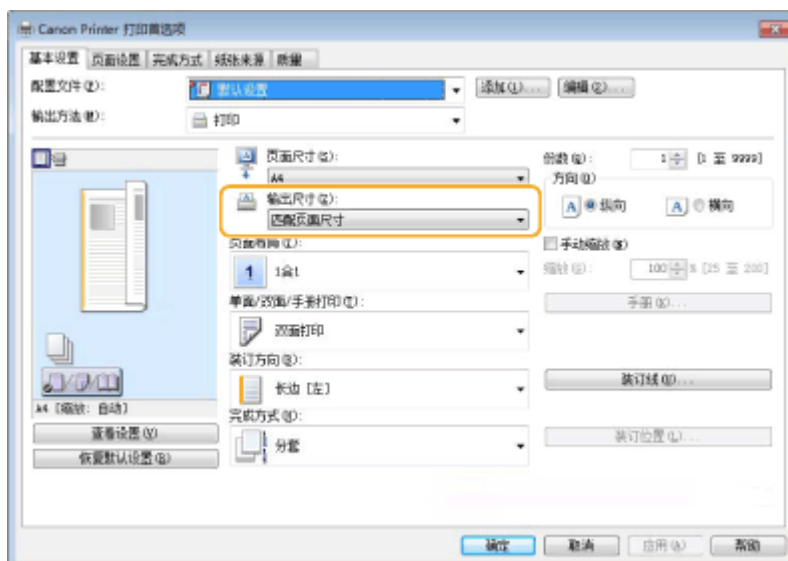 Canon Printer 打印首选项
基本设置 页面设置 完成方式 纸张来源 质量
配置文件(F): 默认设置 添加(1)... 编辑(2)...
输出方法(M): 打印
页面尺寸(S): 份数(Q): 1 [1 至 9999]
A4 方向(O)
输出尺寸(Z): A 纵向 A 横向
匹配页面尺寸
页面布局(L): 手动缩放(N)
1 1合1 缩放(G): 100 % [25 至 200]
单面/双面/手册打印(T): 手册(K)...
双面打印
装订方向(B):
长边 [左] 装订线(U)...
A4 [缩放: 自动]
完成方式(H):
查看设置(V) 分套 装订位置(L)...
恢复默认设置(R)
确定 取消 应用(A) 帮助